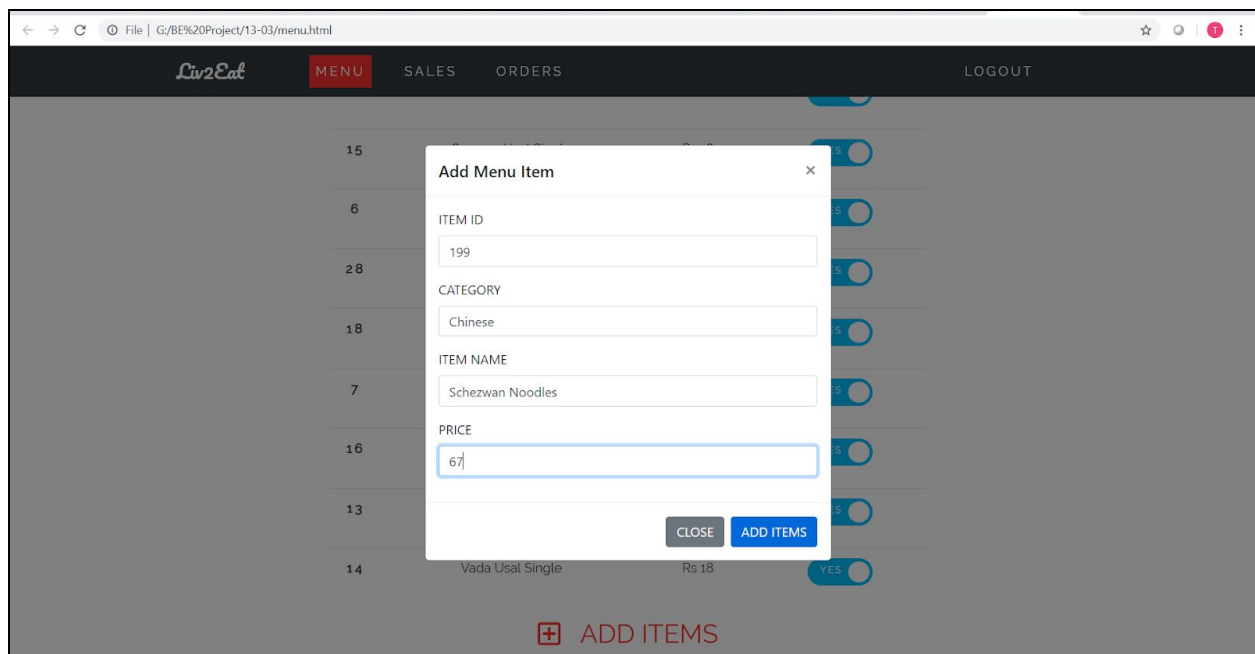 File | G:/BE%20Project/13-03/menu.html
T
Liv2Eat MENU SALES ORDERS LOGOUT
15
Add Menu Item ×
6
ITEM ID
199
28
CATEGORY
Chinese
18
ITEM NAME
7
Schezwan Noodles
PRICE
16
67
13
CLOSE ADD ITEMS
14 Vada Usal Single Rs 18 YES
ADD ITEMS